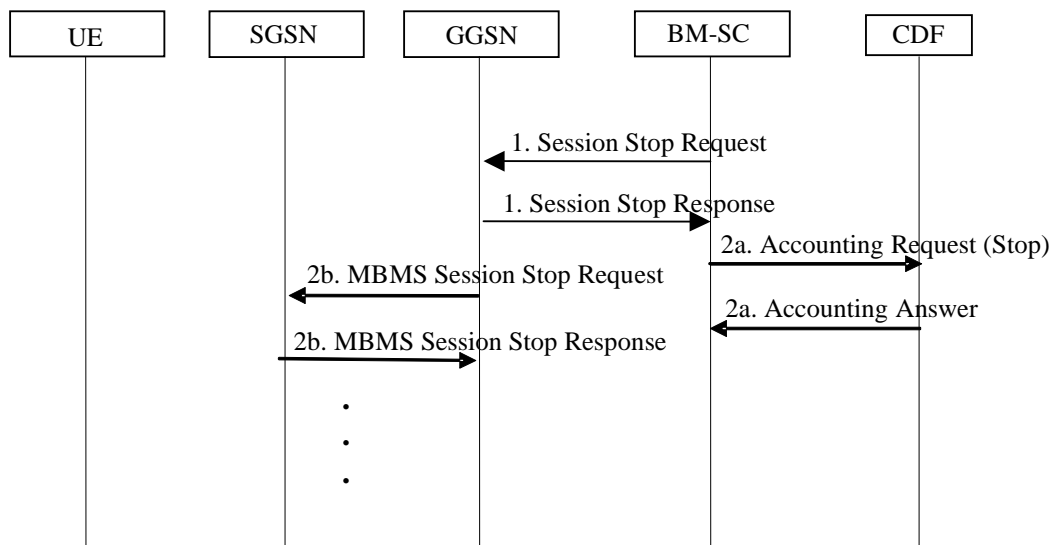 UE
SGSN
GGSN
BM-SC
CDF
1. Session Stop Request
1. Session Stop Response
2a. Accounting Request (Stop)
2b. MBMS Session Stop Request
2a. Accounting Answer
2b. MBMS Session Stop Response